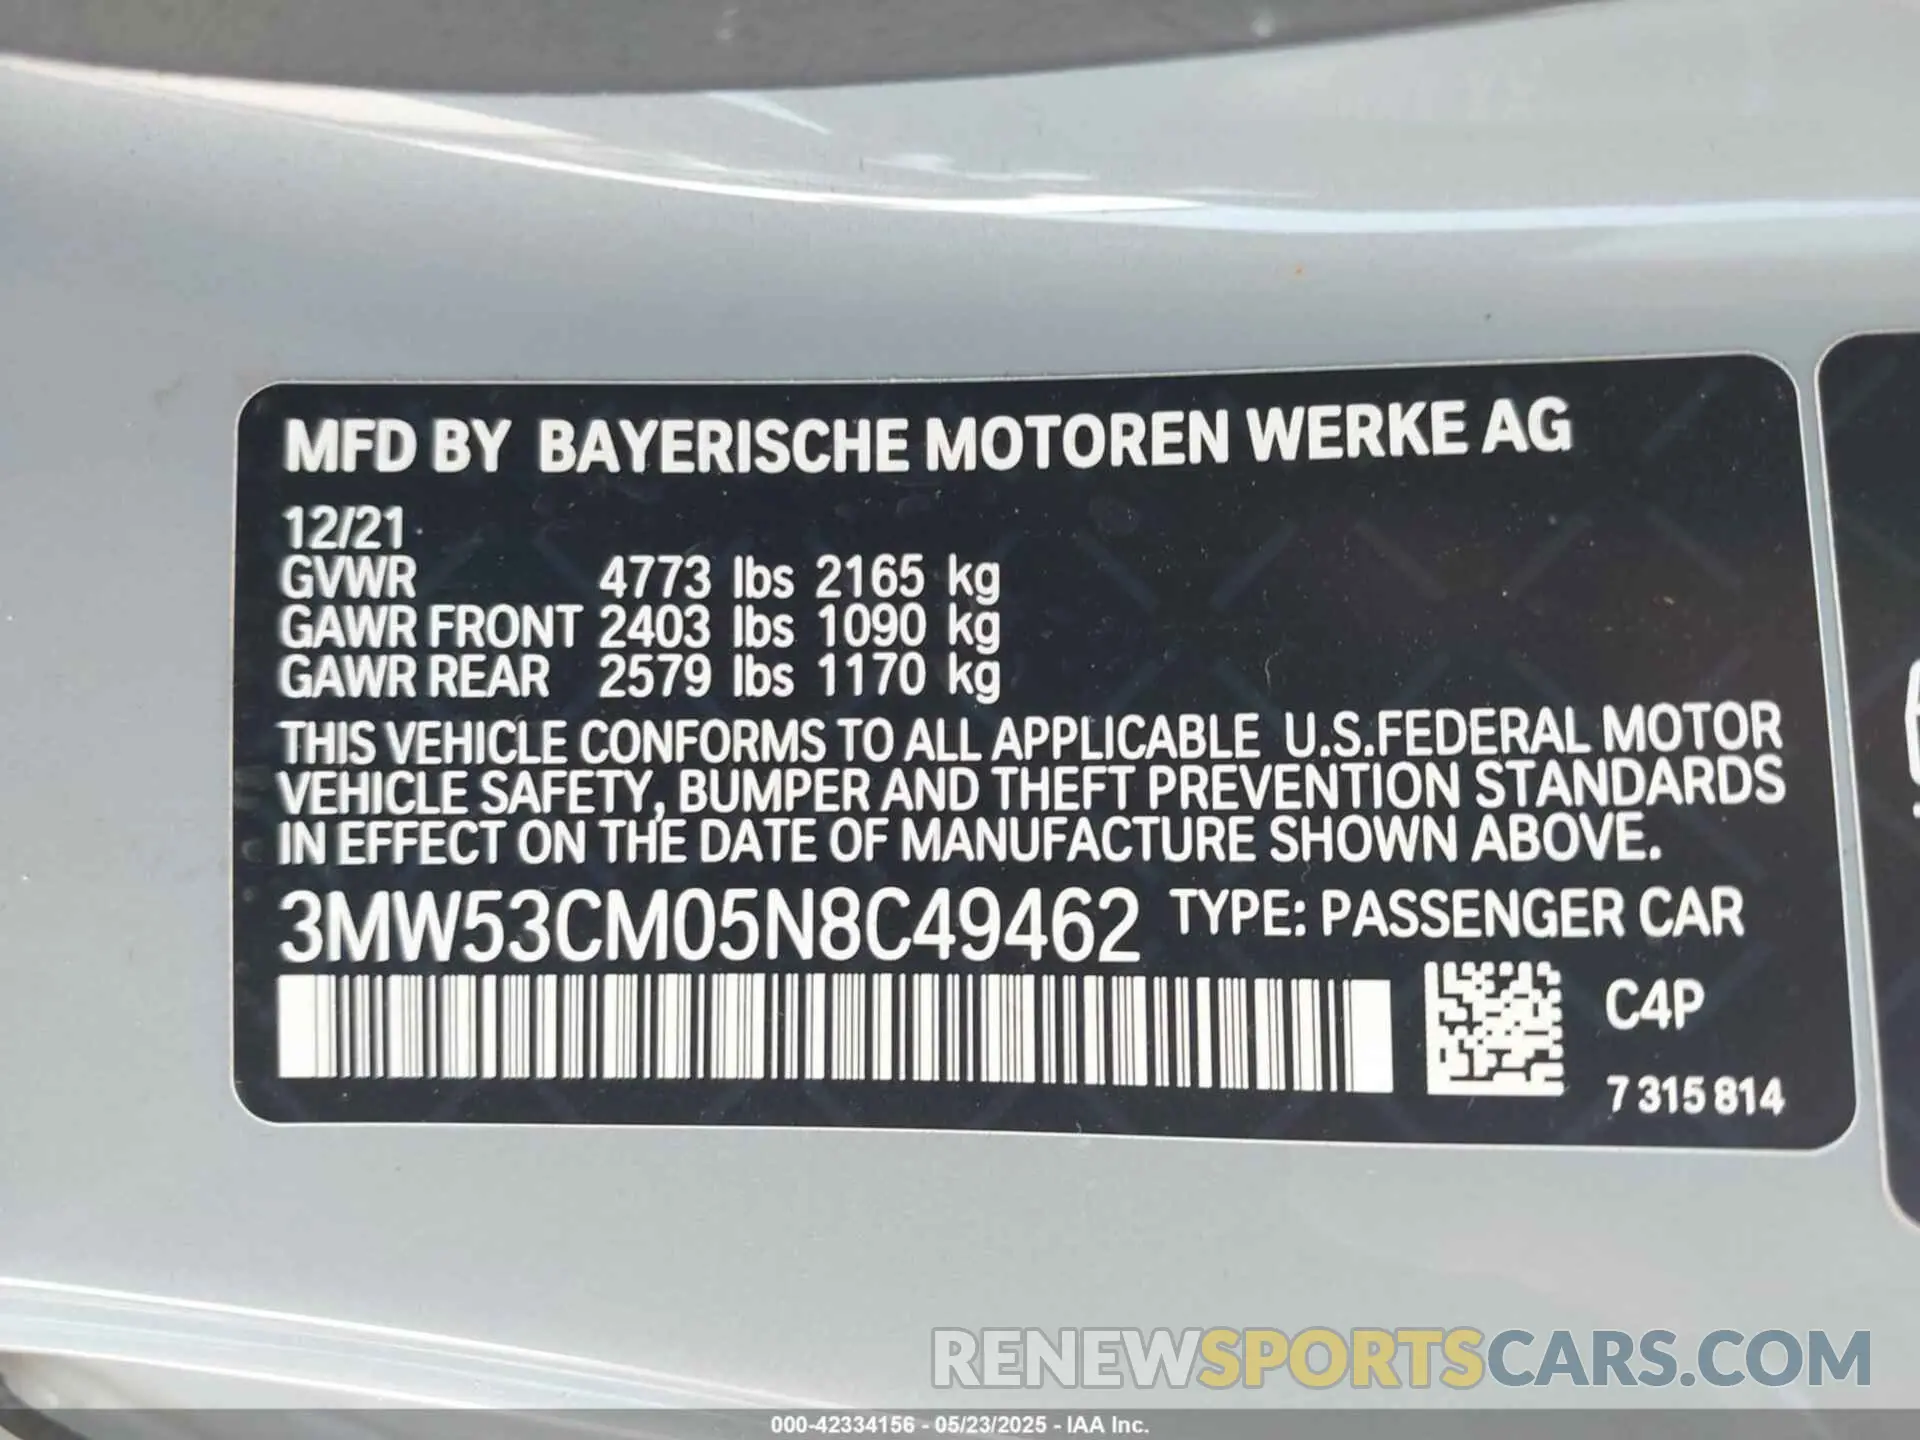 MFD BY BAYERISCHE MOTOREN WERKE AG
12/21
GVWR 4773 lbs 2165 kg
GAWR FRONT 2403 lbs 1090 kg
GAWR REAR 2579 lbs 1170 kg
THIS VEHICLE CONFORMS TO ALL APPLICABLE U.S.FEDERAL MOTOR
VEHICLE SAFETY, BUMPER AND THEFT PREVENTION STANDARDS
IN EFFECT ON THE DATE OF MANUFACTURE SHOWN ABOVE.
3MW53CM05N8C49462 TYPE: PASSENGER CAR
C4P
7 315 814
RENEWSPORTSCARS.COM
000-42334156 - 05/23/2025 - IAA Inc.